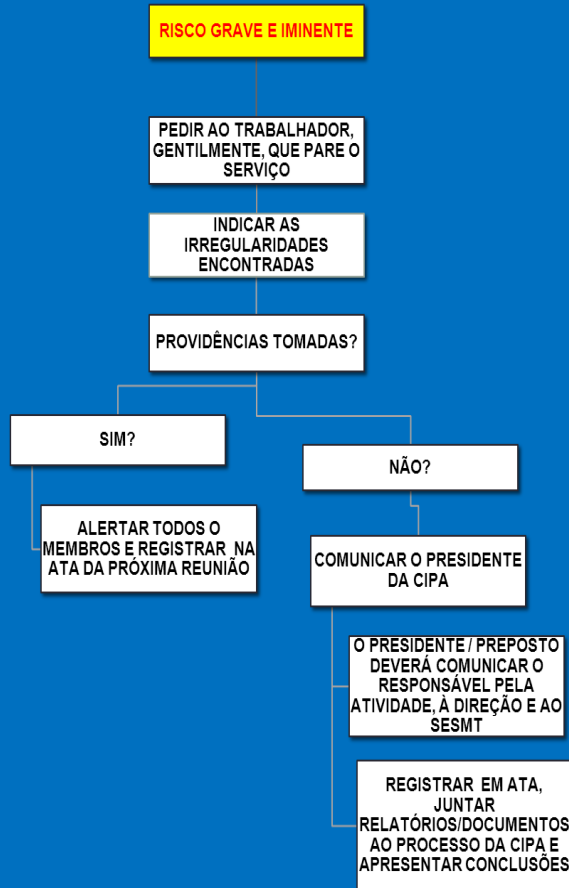 RISCO GRAVE E IMINENTE
PEDIR AO TRABALHADOR,
GENTILMENTE, QUE PARE O
SERVIÇO
INDICAR AS
IRREGULARIDADES
ENCONTRADAS
PROVIDÊNCIAS TOMADAS?
SIM?
ALERTAR TODOS O
MEMBROS E REGISTRAR NA
ATA DA PRÓXIMA REUNIÃO
NÃO?
COMUNICAR O PRESIDENTE
DA CIPA
O PRESIDENTE / PREPOSTO
DEVERÁ COMUNICAR O
RESPONSÁVEL PELA
ATIVIDADE, À DIREÇÃO E AO
SESMT
REGISTRAR EM ATA,
JUNTAR
RELATÓRIOS/DOCUMENTOS
AO PROCESSO DA CIPA E
APRESENTAR CONCLUSÕES